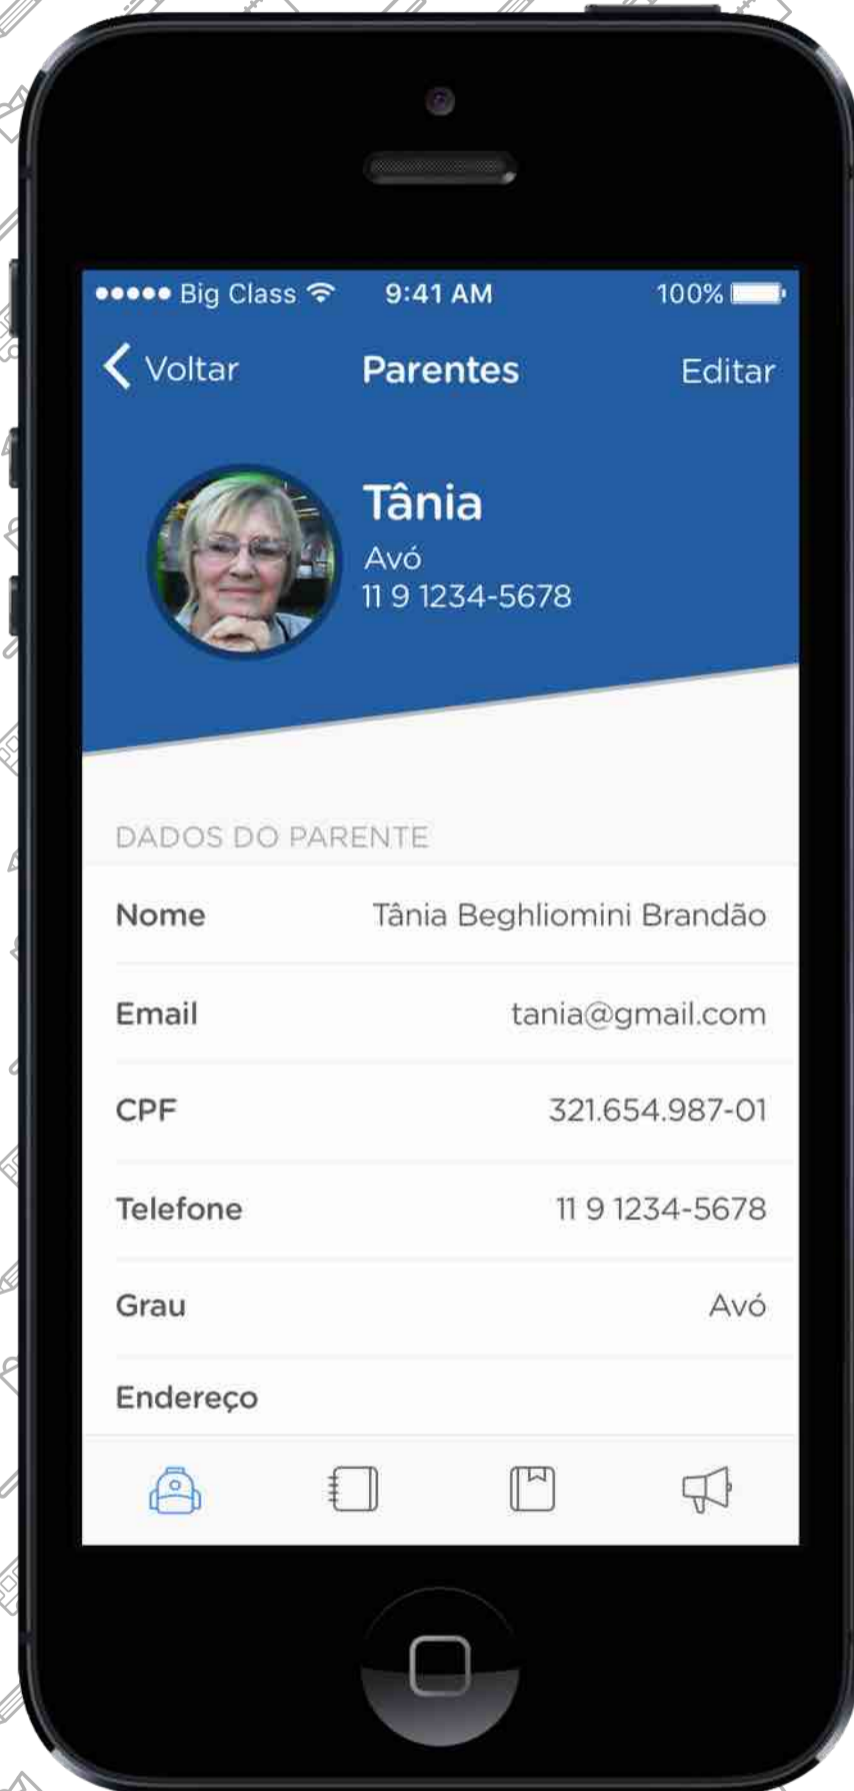 Big Class 9:41 AM 100%
Voltar Parentes Editar
Tânia
Avó
11 9 1234-5678
DADOS DO PARENTE
Nome Tânia Beghliomini Brandão
Email tania@gmail.com
CPF 321.654.987-01
Telefone 11 9 1234-5678
Grau Avó
Endereço